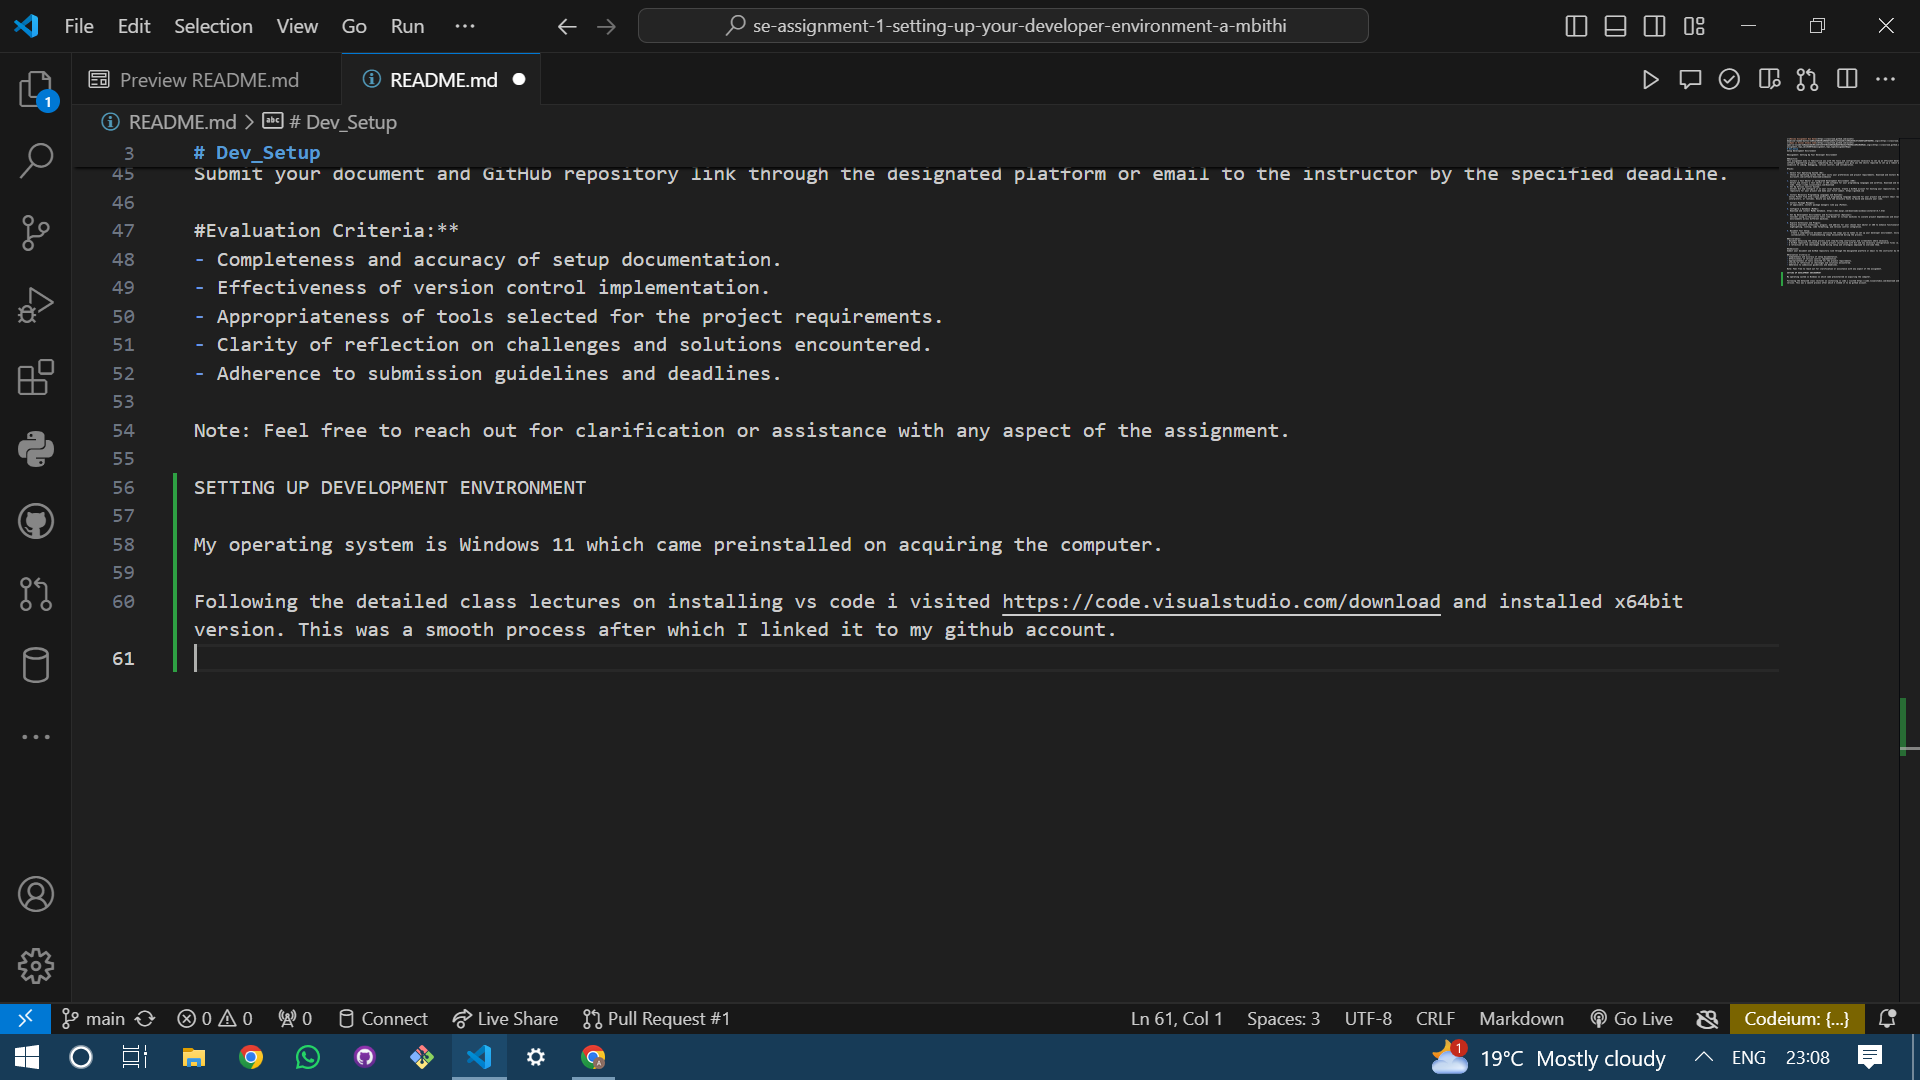 File Edit Selection View Go Run ··· se-assignment-1-setting-up-your-developer-environment-a-mbithi
1 Preview README.md README.md
README.md > # Dev_Setup
3 # Dev_Setup
45 Submit your document and GitHub repository link through the designated platform or email to the instructor by the specified deadline.
46
47 #Evaluation Criteria:**
48 - Completeness and accuracy of setup documentation.
49 - Effectiveness of version control implementation.
50 - Appropriateness of tools selected for the project requirements.
51 - Clarity of reflection on challenges and solutions encountered.
52 - Adherence to submission guidelines and deadlines.
53
54 Note: Feel free to reach out for clarification or assistance with any aspect of the assignment.
55
56 SETTING UP DEVELOPMENT ENVIRONMENT
57
58 My operating system is Windows 11 which came preinstalled on acquiring the computer.
59
60 Following the detailed class lectures on installing vs code i visited https://code.visualstudio.com/download and installed x64bit
version. This was a smooth process after which I linked it to my github account.
61
main 0 0 0 Connect Live Share Pull Request #1 Ln 61, Col 1 Spaces: 3 UTF-8 CRLF Markdown Go Live Codeium: {...}
1 19°C Mostly cloudy ENG 23:08